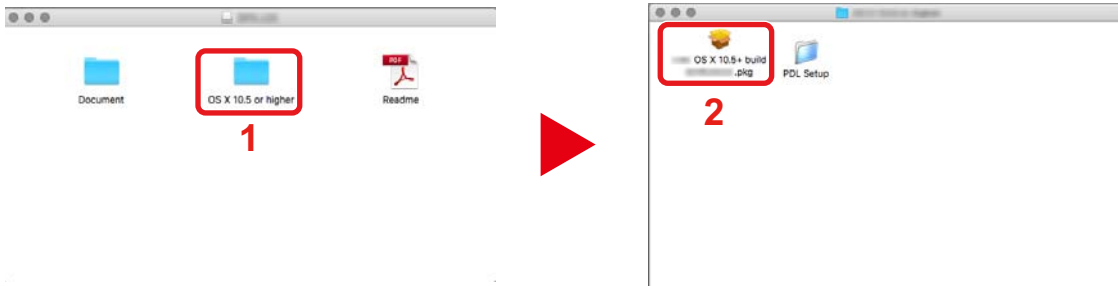 Document
OS X 10.5 or higher
PDF
Readme
1
OS X 10.5+ build
.pkg
PDL Setup
2